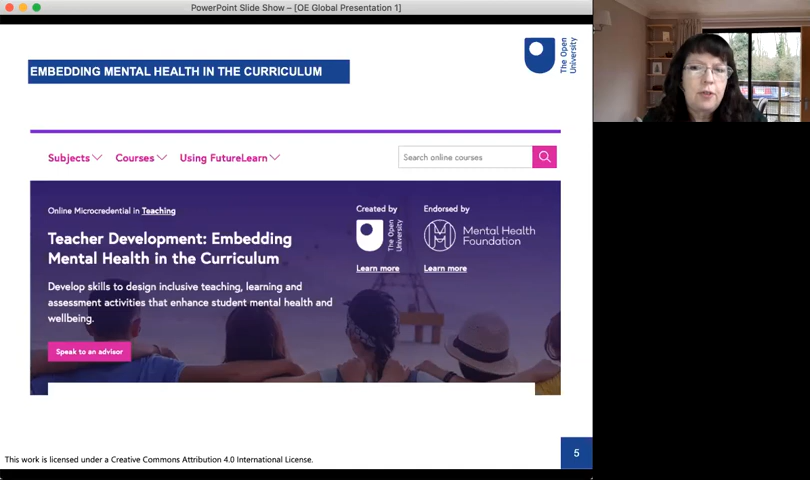 PowerPoint Slide Show – [OE Global Presentation 1]
EMBEDDING MENTAL HEALTH IN THE CURRICULUM
The Open
University
Subjects
Courses
Using FutureLearn
Search online courses
Online Microcredential in Teaching
Teacher Development: Embedding
Mental Health in the Curriculum
Develop skills to design inclusive teaching, learning and
assessment activities that enhance student mental health and
wellbeing.
Speak to an advisor
Created by
The Open
University
Learn more
Endorsed by
Mental Health
Foundation
Learn more
This work is licensed under a Creative Commons Attribution 4.0 International License.
5